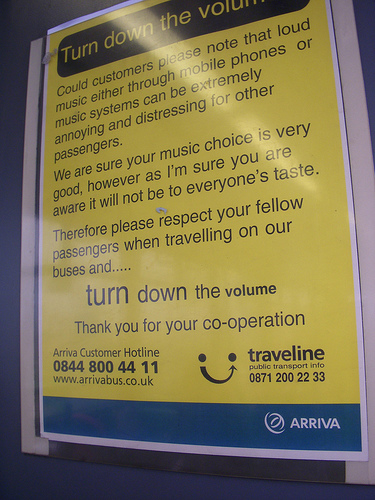 Turn down the volume
Could customers please note that loud
music either through mobile phones or
music systems can be extremely
annoying and distressing for other
passengers.
We are sure your music choice is very
good, however as I'm sure you are
aware it will not be to everyone's taste.
Therefore please respect your fellow
passengers when travelling on our
buses and.....
turn down the volume
Thank you for your co-operation
Arriva Customer Hotline
0844 800 44 11
www.arrivabus.co.uk
traveline
public transport info
0871 200 22 33
ARRIVA